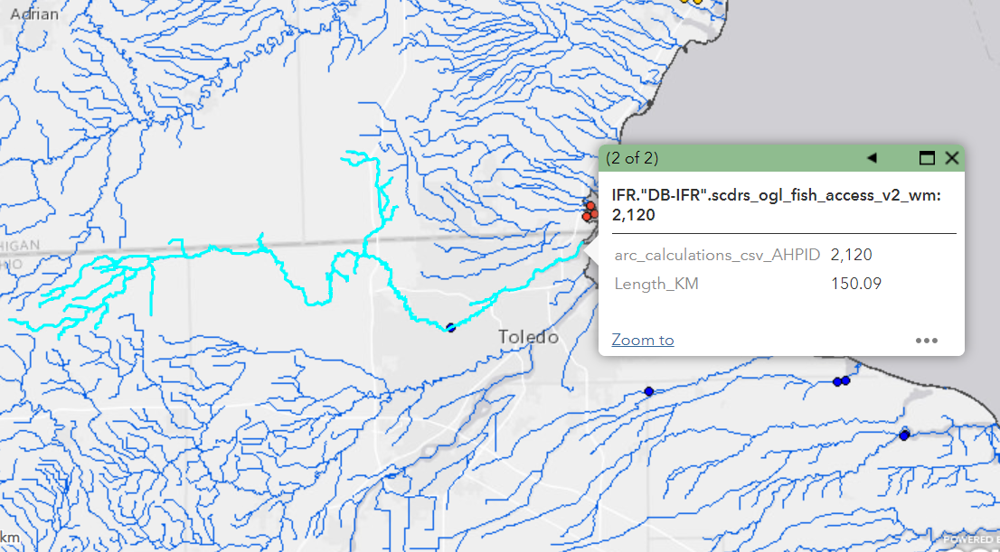 Adrian
(2 of 2)
IFR."DB-IFR".scdrs_ogl_fish_access_v2_wm:
2,120
HIGAN
HIO
arc_calculations_csv_AHPID 2,120
Length_KM 150.09
Toledo
Zoom to
km
POWERED